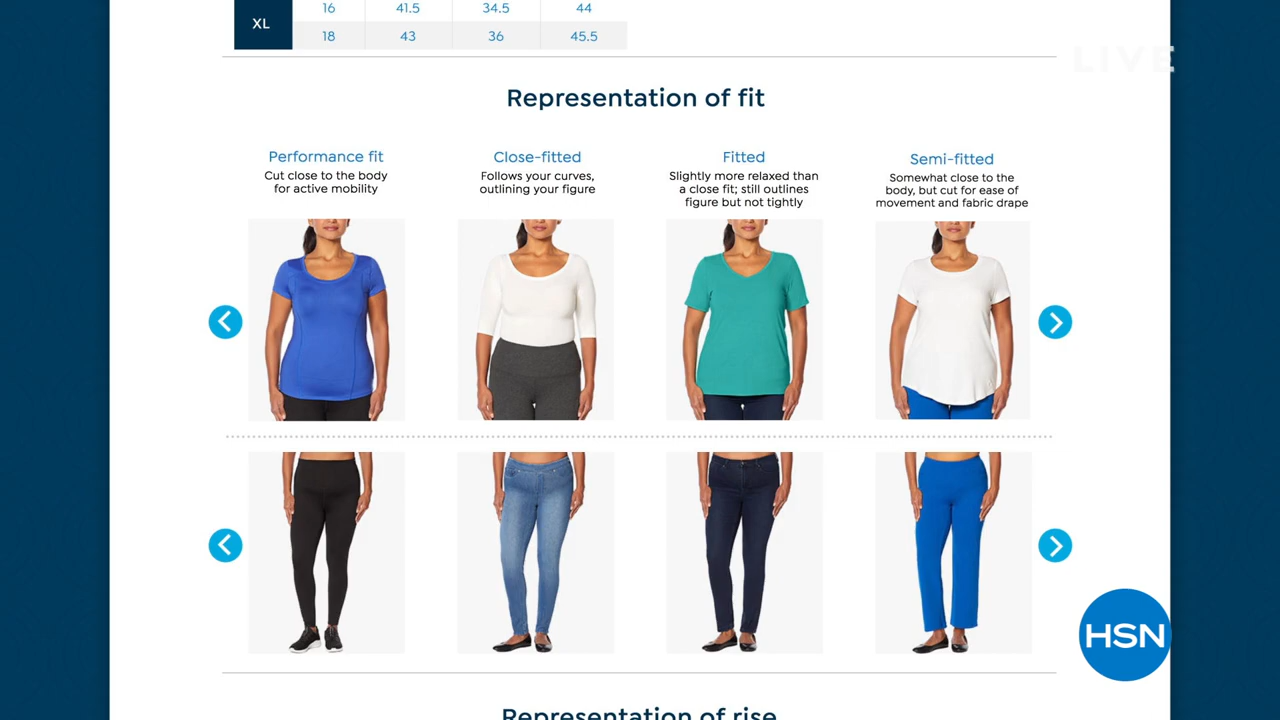 XL
16 41.5 34.5 44
18 43 36 45.5
LIVE
Representation of fit
Performance fit
Cut close to the body
for active mobility
Close-fitted
Follows your curves,
outlining your figure
Fitted
Slightly more relaxed than
a close fit; still outlines
figure but not tightly
Semi-fitted
Somewhat close to the
body, but cut for ease of
movement and fabric drape
HSN
Representation of rise